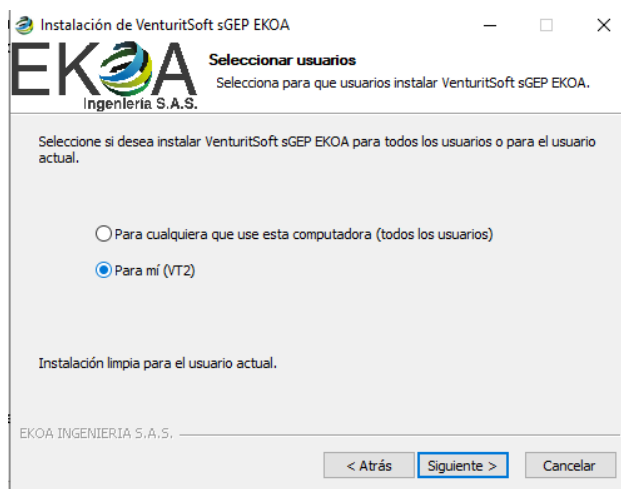 Instalación de VenturitSoft sGEP EKOA
EKOA
Ingeniería S.A.S.
Seleccionar usuarios
Selecciona para que usuarios instalar VenturitSoft sGEP EKOA.
Seleccione si desea instalar VenturitSoft sGEP EKOA para todos los usuarios o para el usuario
actual.
Para cualquiera que use esta computadora (todos los usuarios)
Para mí (VT2)
Instalación limpia para el usuario actual.
EKOA INGENIERIA S.A.S.
< Atrás
Siguiente >
Cancelar